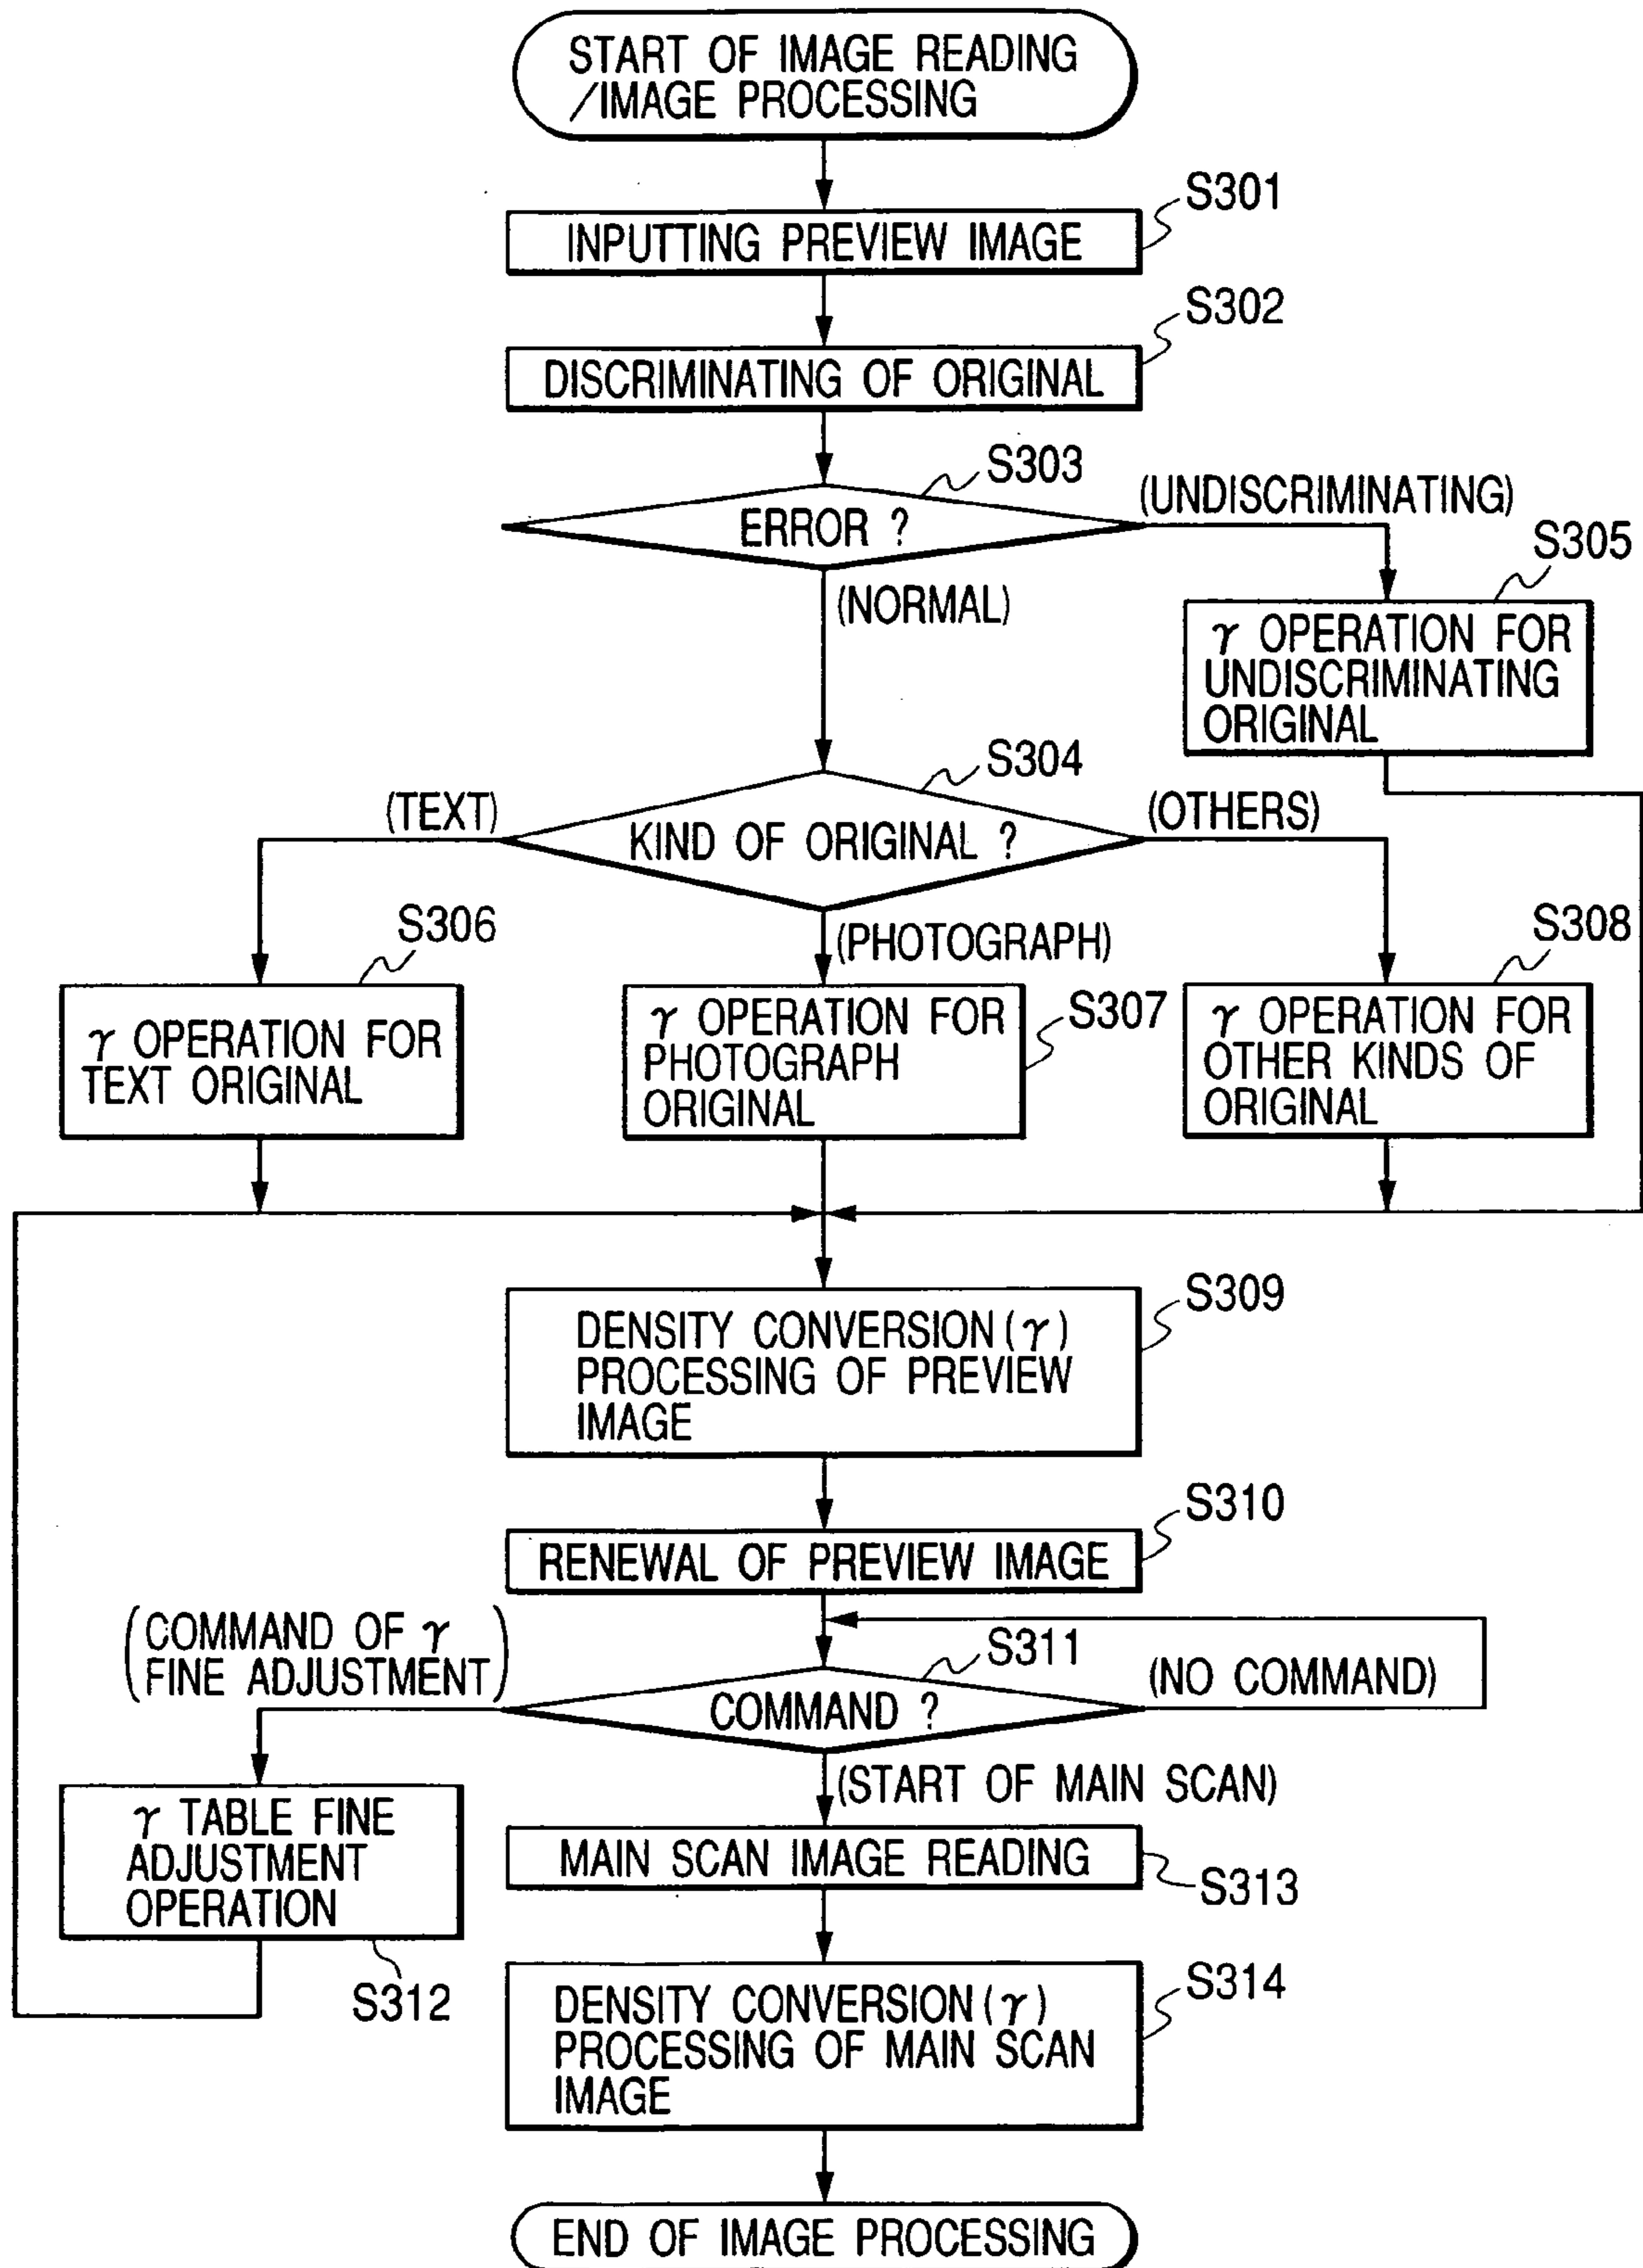 START OF IMAGE READING
/IMAGE PROCESSING
S301
INPUTTING PREVIEW IMAGE
S302
DISCRIMINATING OF ORIGINAL
S303
(UNDISCRIMINATING)
ERROR ?
S305
(NORMAL)
γ OPERATION FOR
UNDISCRIMINATING
ORIGINAL
S304
(TEXT)
(OTHERS)
KIND OF ORIGINAL ?
S306
(PHOTOGRAPH)
S308
γ OPERATION FOR
TEXT ORIGINAL
γ OPERATION FOR
PHOTOGRAPH
ORIGINAL
S307
γ OPERATION FOR
OTHER KINDS OF
ORIGINAL
S309
DENSITY CONVERSION(γ)
PROCESSING OF PREVIEW
IMAGE
S310
RENEWAL OF PREVIEW IMAGE
(COMMAND OF γ
FINE ADJUSTMENT)
S311
(NO COMMAND)
COMMAND ?
(START OF MAIN SCAN)
γ TABLE FINE
ADJUSTMENT
OPERATION
S312
MAIN SCAN IMAGE READING
S313
S314
DENSITY CONVERSION(γ)
PROCESSING OF MAIN SCAN
IMAGE
END OF IMAGE PROCESSING